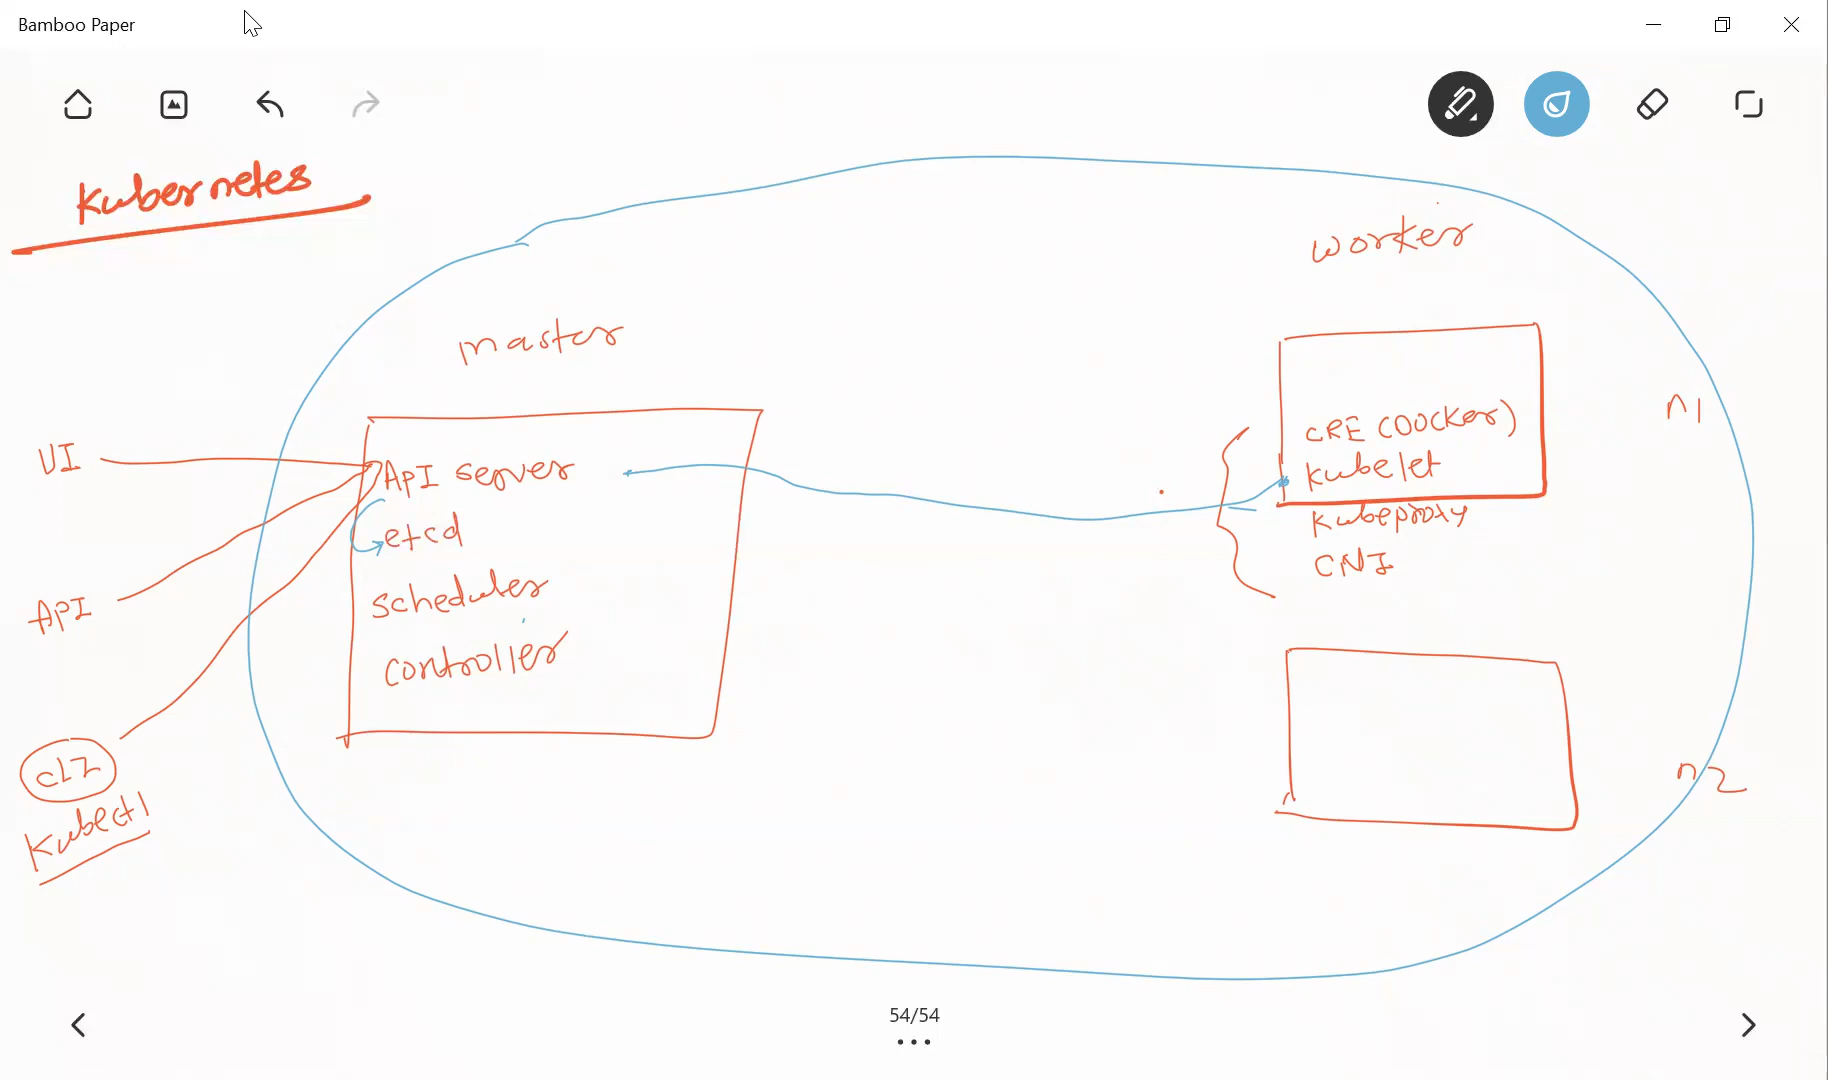 Bamboo Paper
Kubernetes
worker
master
n1
UI
API server
CRE (Docker)
kubelet
etcd
kubeproxy
CNI
API
scheduler
controller
CLI
n2
kubectl
54/54